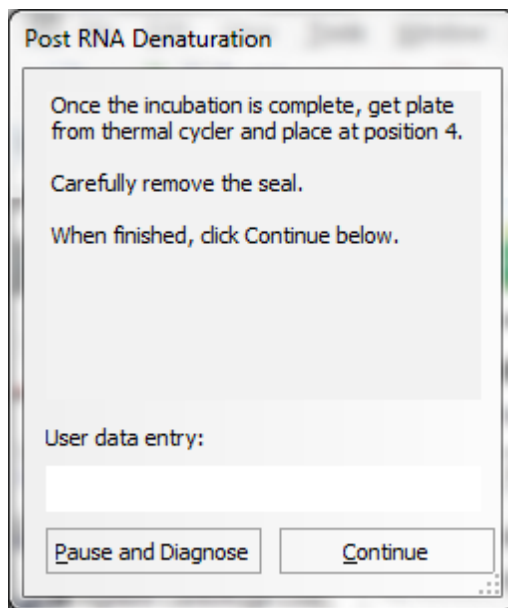 Post RNA Denaturation
Once the incubation is complete, get plate
from thermal cycler and place at position 4.
Carefully remove the seal.
When finished, click Continue below.
User data entry:
Pause and Diagnose
Continue